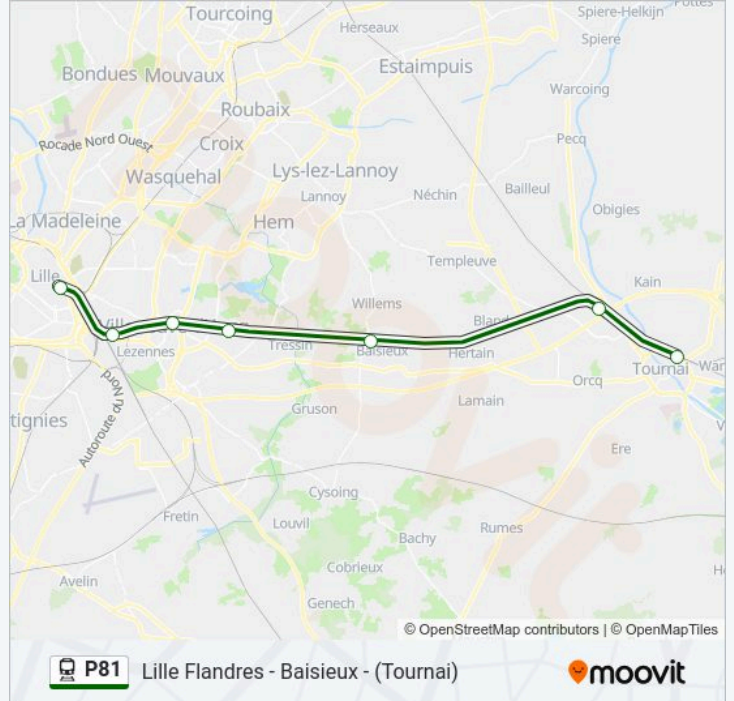 Pottes
Tourcoing
Spiere-Helkijn
Herseaux
Spiere
Estaimpuis
Bondues Mouvaux
Warcoing
Roubaix
Rocade Nord Ouest
Croix
Pecq
Wasquehal
Lys-lez-Lannoy
Lannoy
Néchin
Bailleul
La Madeleine
Hem
Obigies
Templeuve
Lille
Kain
Willems
Lezennes
Tressin
Baisieux
Hertain
Tournai
Orcq
Autoroute du Nord
Gruson
Lamain
tignies
Ere
Cysoing
Fretin
Louvil
Rumes
Bachy
Avelin
Cobrieux
Genech
© OpenStreetMap contributors | © OpenMapTiles
P81 Lille Flandres - Baisieux - (Tournai)
moovit